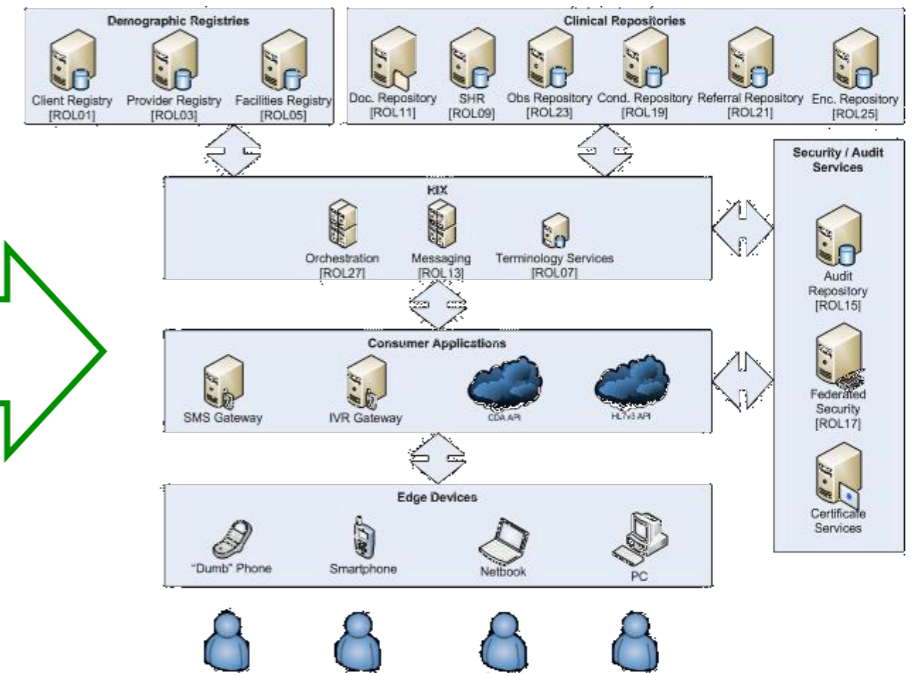 Demographic Registries
Client Registry
[ROL01]
Provider Registry
[ROL03]
Facilities Registry
[ROL05]
Clinical Repositories
Doc. Repository
[ROL11]
SHR
[ROL09]
Obs Repository
[ROL23]
Cond. Repository
[ROL19]
Referral Repository
[ROL21]
Enc. Repository
[ROL25]
Security / Audit
Services
Audit
Repository
[ROL15]
Federated
Security
[ROL17]
Certificate
Services
HIX
Orchestration
[ROL27]
Messaging
[ROL13]
Terminology Services
[ROL07]
Consumer Applications
SMS Gateway
IVR Gateway
CDA API
HL7v3 API
Edge Devices
"Dumb" Phone
Smartphone
Netbook
PC